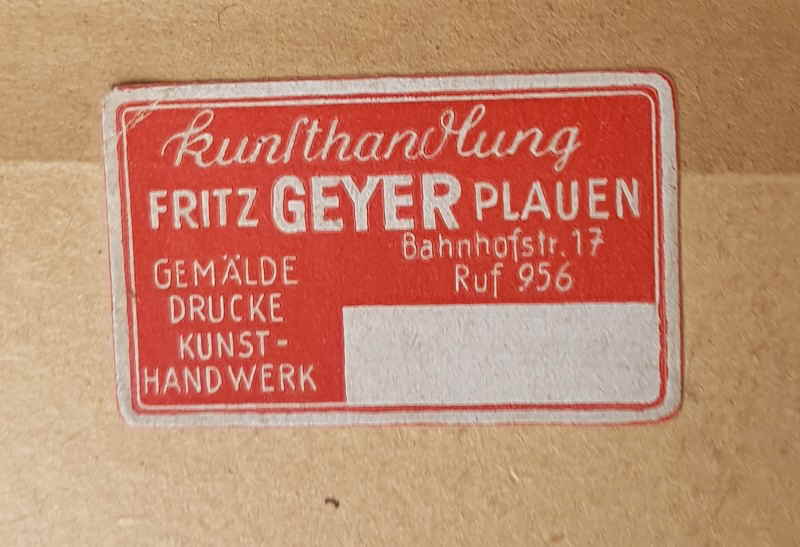 Kunsthandlung
FRITZ GEYER PLAUEN
Bahnhofstr. 17
Ruf 956
GEMÄLDE
DRUCKE
KUNST-
HANDWERK